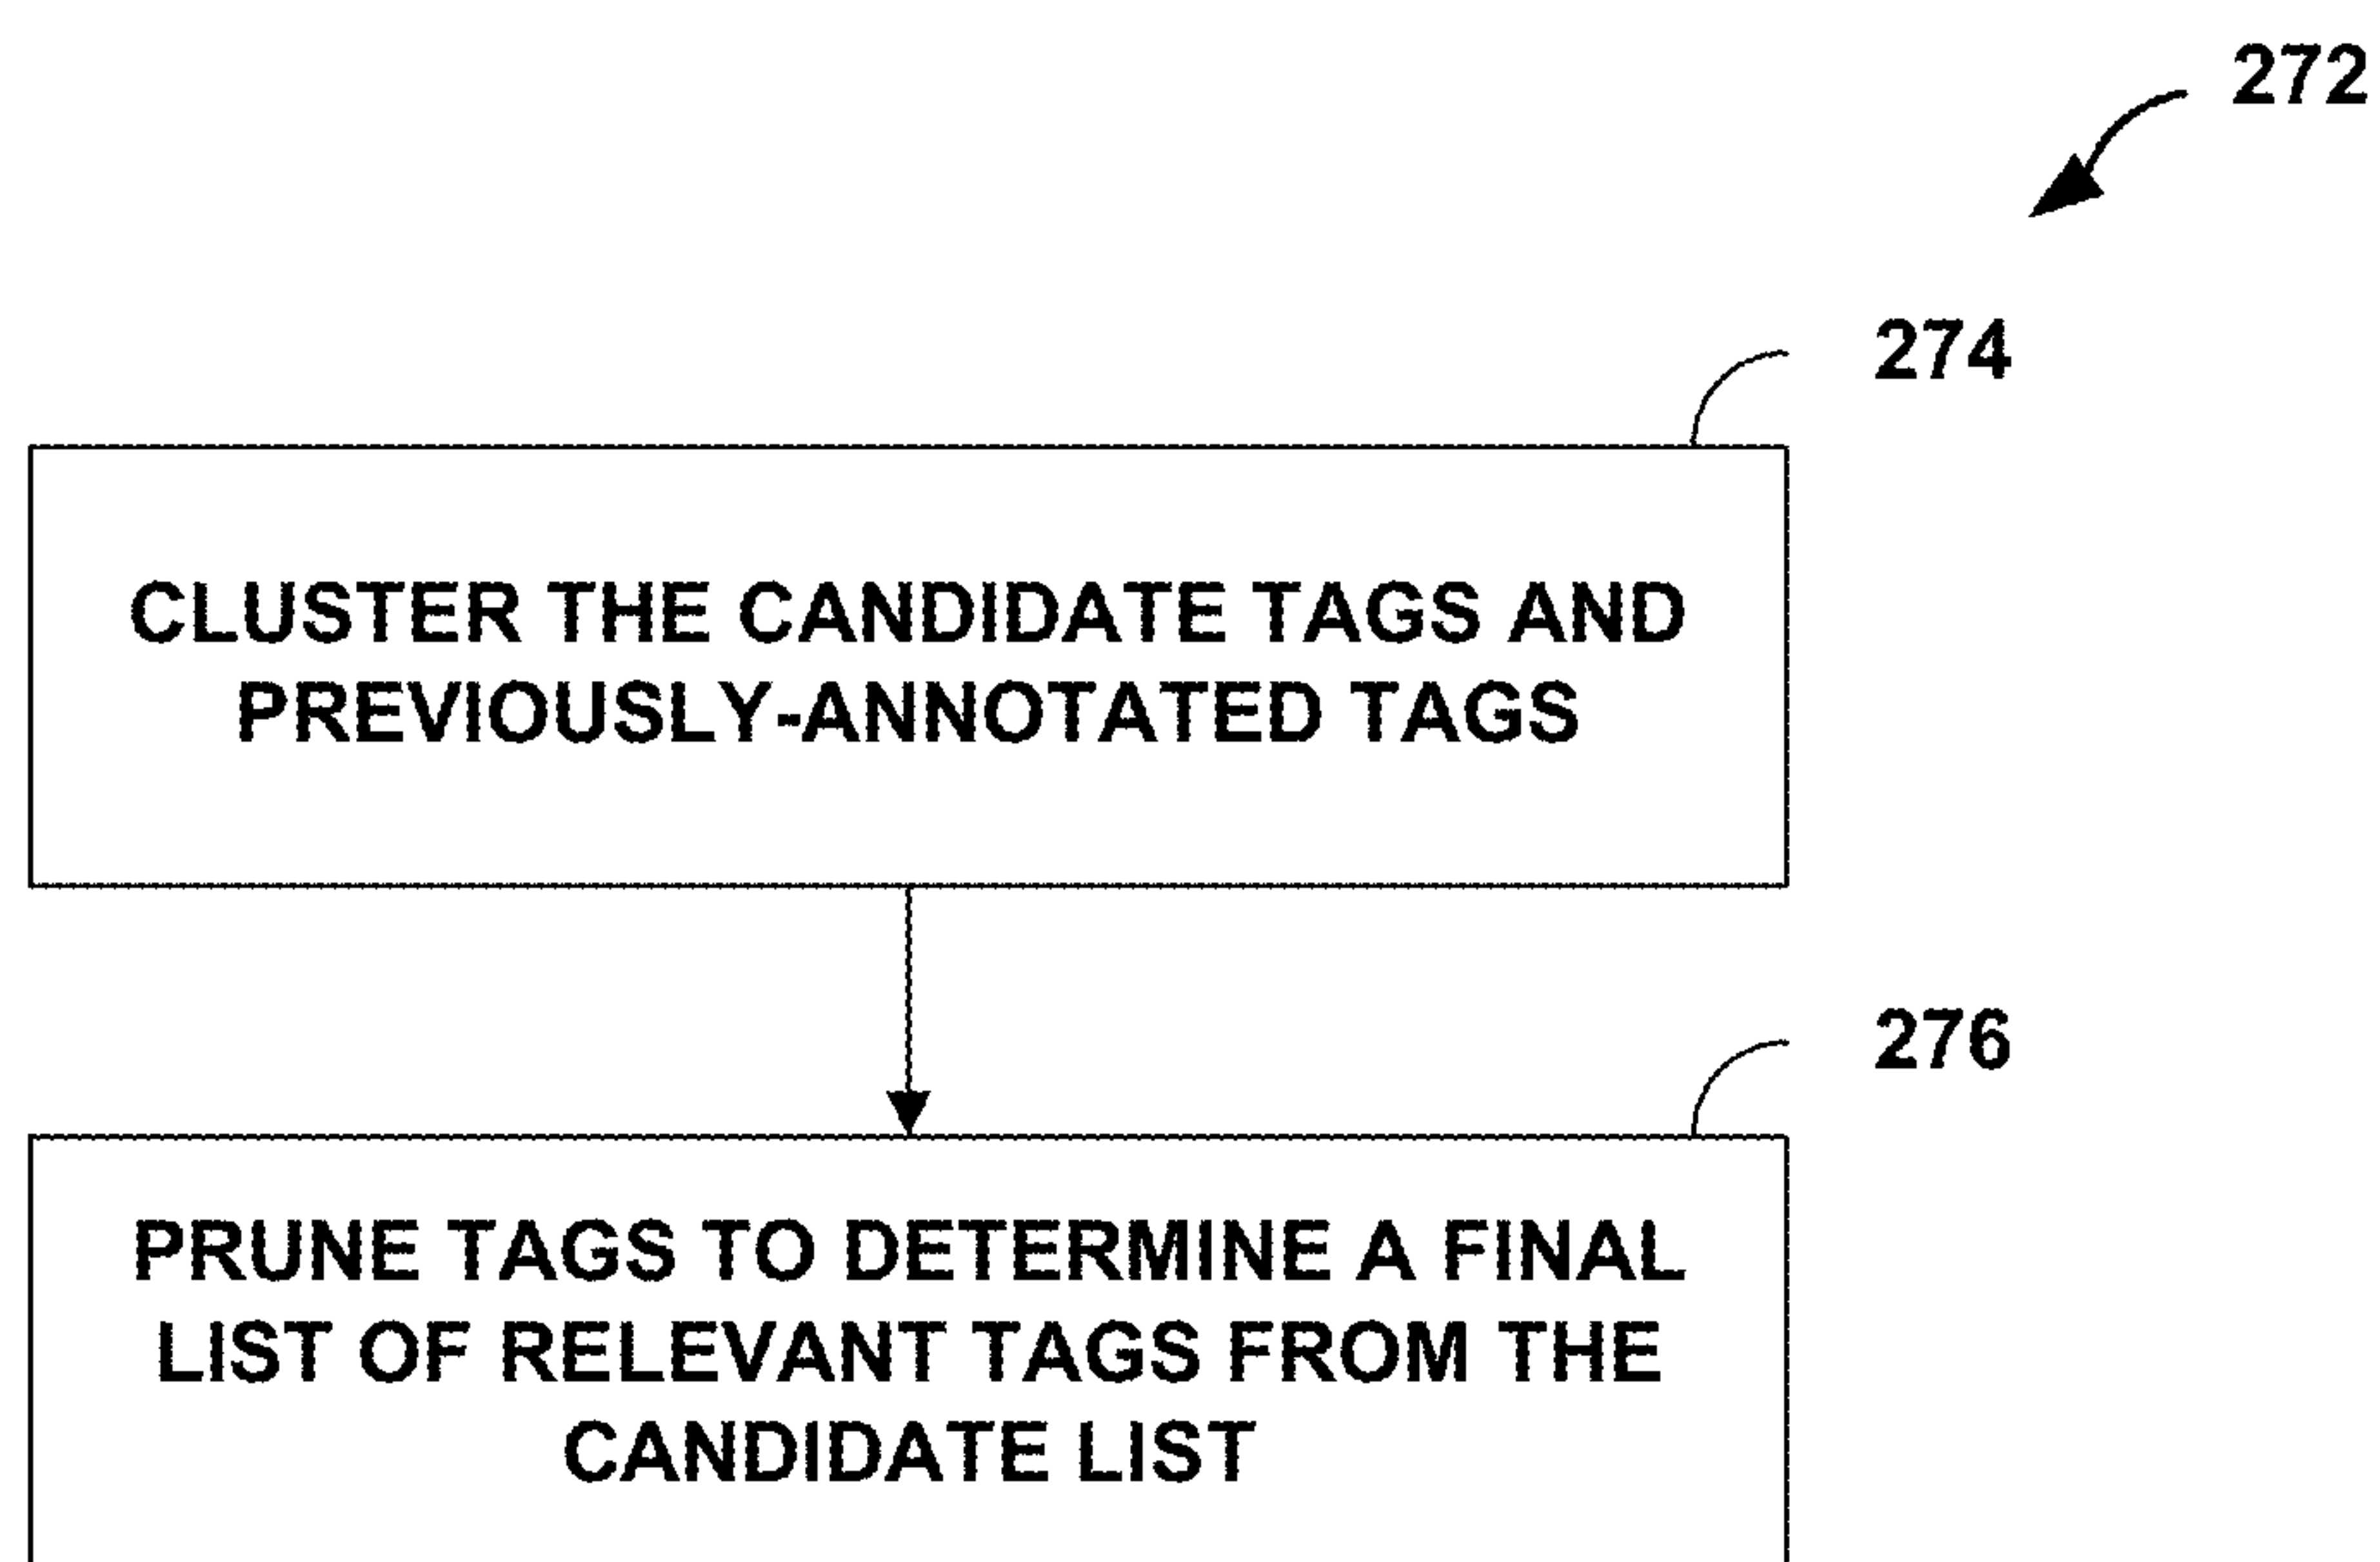 272
274
CLUSTER THE CANDIDATE TAGS AND
PREVIOUSLY-ANNOTATED TAGS
276
PRUNE TAGS TO DETERMINE A FINAL
LIST OF RELEVANT TAGS FROM THE
CANDIDATE LIST